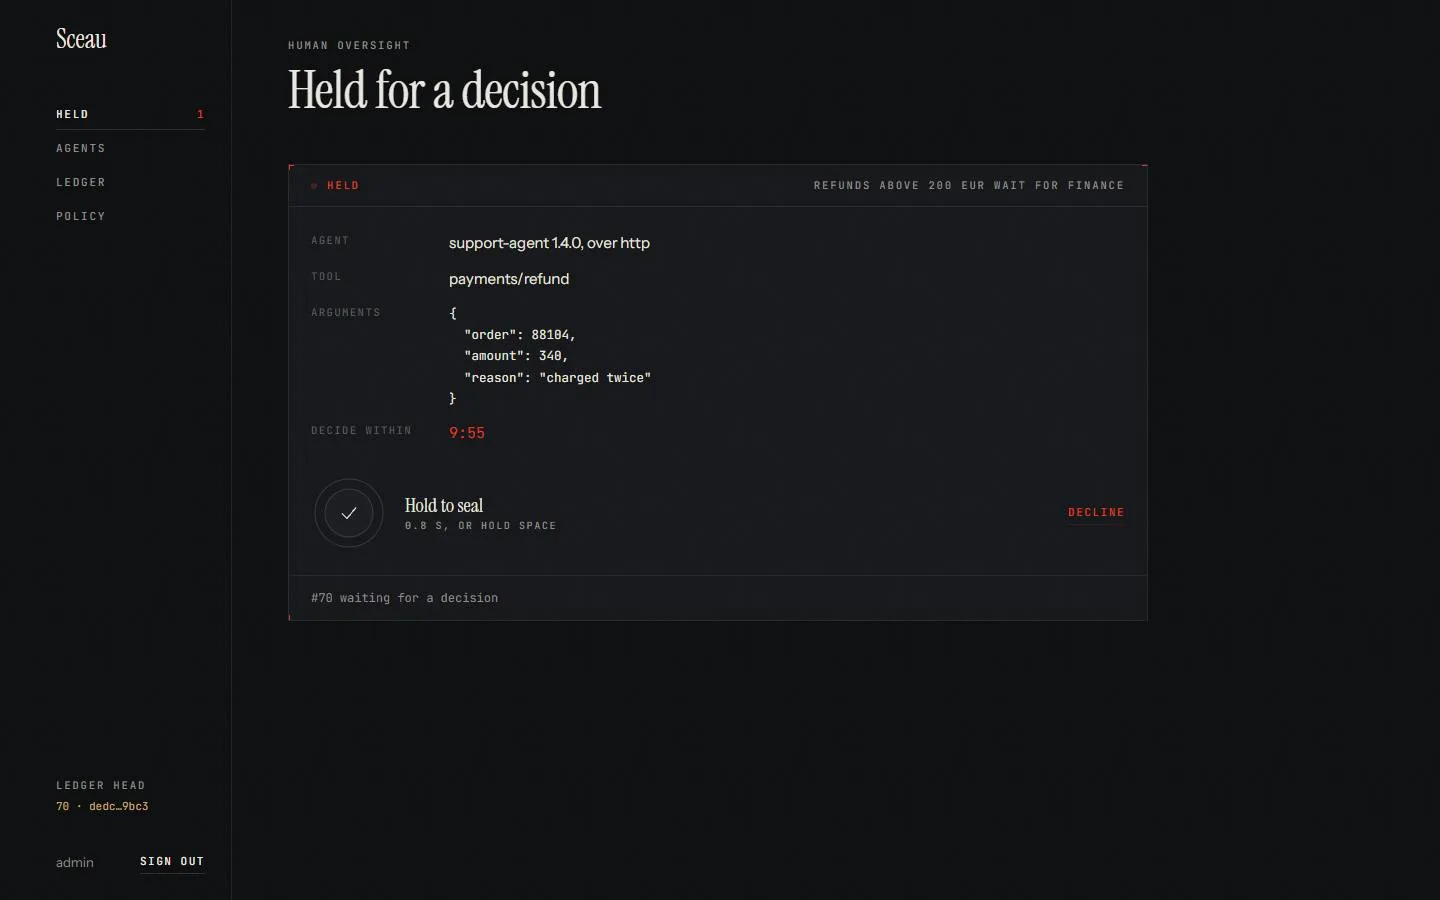 Sceau
HELD 1
AGENTS
LEDGER
POLICY
LEDGER HEAD
70 · dedc…9bc3
admin SIGN OUT
HUMAN OVERSIGHT
Held for a decision
HELD REFUNDS ABOVE 200 EUR WAIT FOR FINANCE
AGENT support-agent 1.4.0, over http
TOOL payments/refund
ARGUMENTS {
"order": 88104,
"amount": 340,
"reason": "charged twice"
}
DECIDE WITHIN 9:55
Hold to seal
0.8 S, OR HOLD SPACE
DECLINE
#70 waiting for a decision